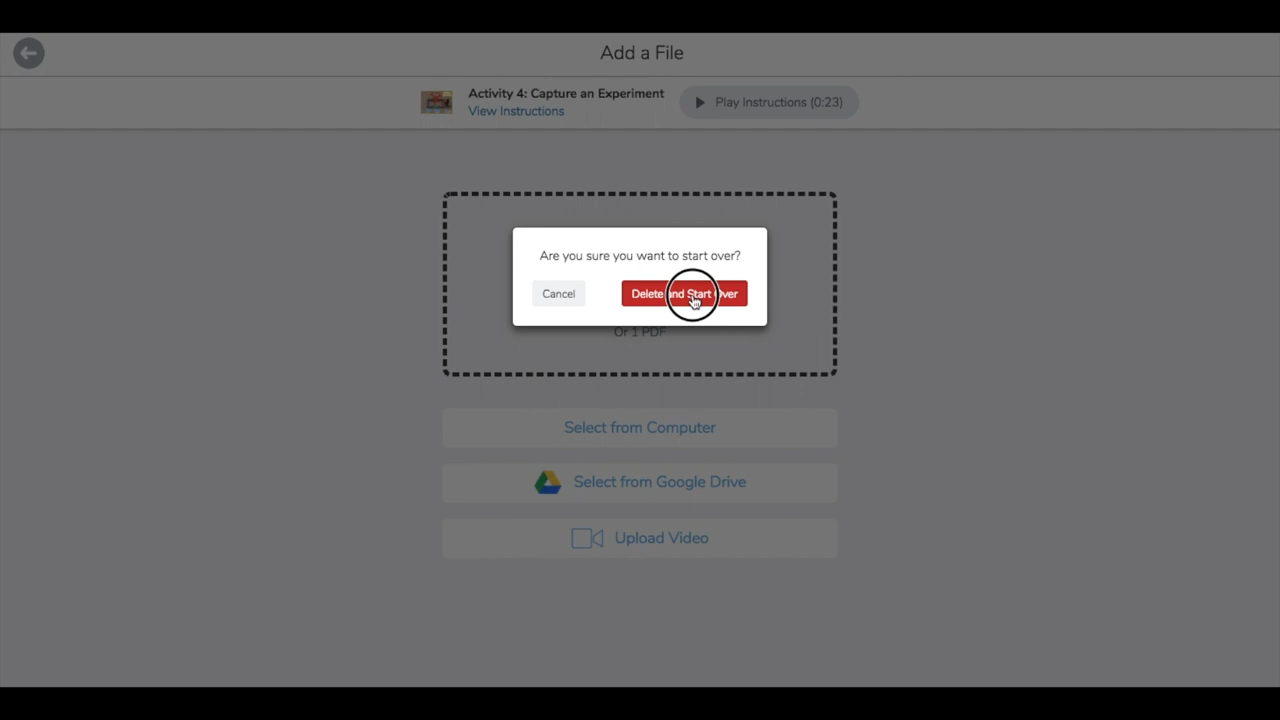 Add a File
Activity 4: Capture an Experiment
View Instructions
Play Instructions (0:23)
Are you sure you want to start over?
Cancel
Delete and Start Over
Or 1 PDF
Select from Computer
Select from Google Drive
Upload Video